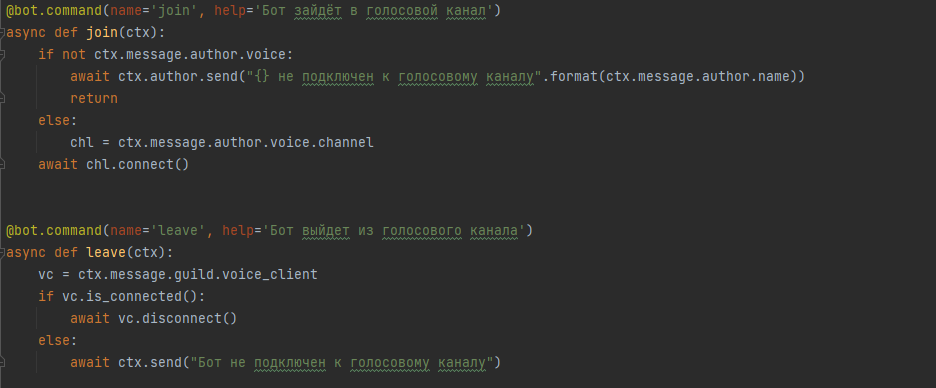 @bot.command(name='join', help='Бот зайдёт в голосовой канал')
async def join(ctx):
    if not ctx.message.author.voice:
        await ctx.author.send("{} не подключен к голосовому каналу".format(ctx.message.author.name))
        return
    else:
        chl = ctx.message.author.voice.channel
    await chl.connect()
@bot.command(name='leave', help='Бот выйдет из голосового канала')
async def leave(ctx):
    vc = ctx.message.guild.voice_client
    if vc.is_connected():
        await vc.disconnect()
    else:
        await ctx.send("Бот не подключен к голосовому каналу")